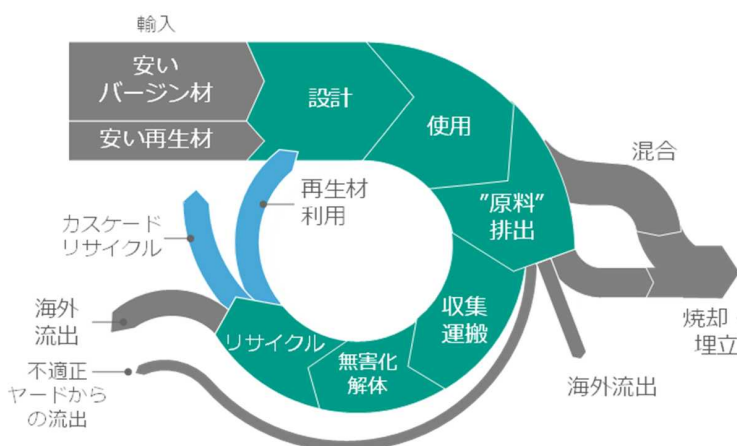 輸入
安い
バージン材
安い再生材
設計
使用
”原料”
排出
混合
焼却・
埋立
海外流出
収集
運搬
無害化
解体
リサイクル
再生材
利用
カスケード
リサイクル
海外
流出
不適正
ヤードから
の流出